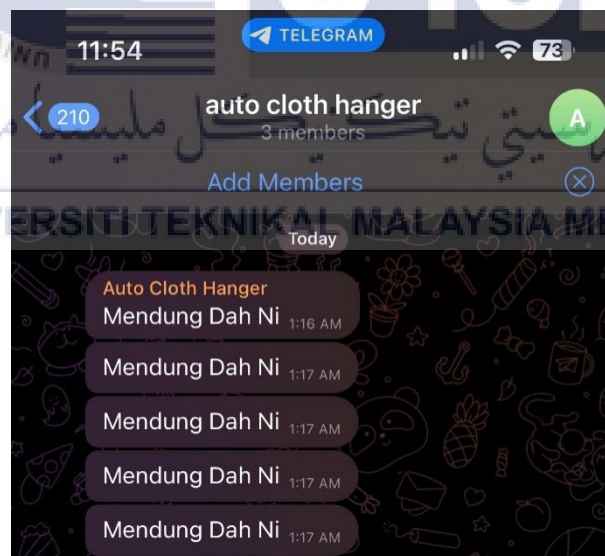 TELEGRAM
11:54
73
210
auto cloth hanger
A
3 members
Add Members
UNIVERSITI TEKNIKAL MALAYSIA
Today
Auto Cloth Hanger
Mendung Dah Ni 1:16 AM
Mendung Dah Ni 1:17 AM
Mendung Dah Ni 1:17 AM
Mendung Dah Ni 1:17 AM
Mendung Dah Ni 1:17 AM